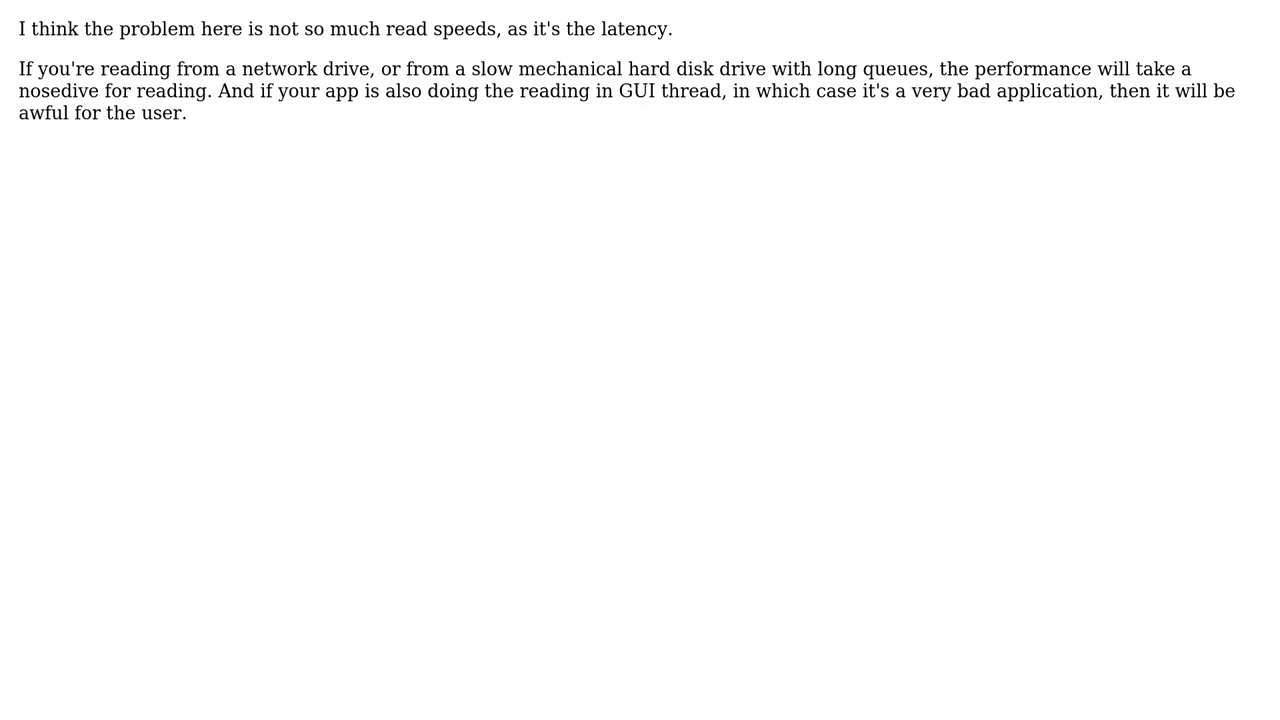 I think the problem here is not so much read speeds, as it's the latency.
If you're reading from a network drive, or from a slow mechanical hard disk drive with long queues, the performance will take a
nosedive for reading. And if your app is also doing the reading in GUI thread, in which case it's a very bad application, then it will be
awful for the user.